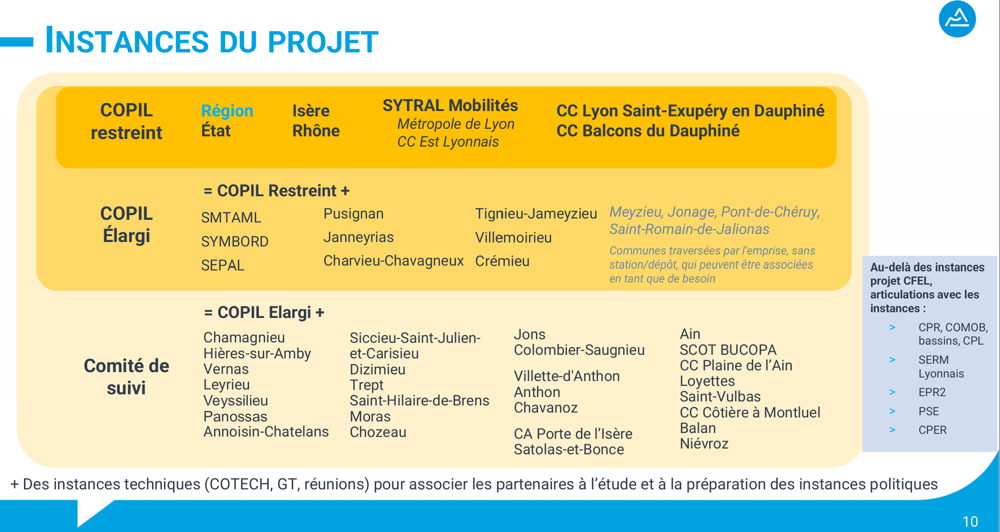 INSTANCES DU PROJET
COPIL
restreint
Région
État
Isère
Rhône
SYTRAL Mobilités
Métropole de Lyon
CC Est Lyonnais
CC Lyon Saint-Exupéry en Dauphiné
CC Balcons du Dauphiné
COPIL
Élargi
= COPIL Restreint +
SMTAML
SYMBORD
SEPAL
Pusignan
Janneyrias
Charvieu-Chavagneux
Tignieu-Jameyzieu
Villemoirieu
Crémieu
Meyzieu, Jonage, Pont-de-Chéruy,
Saint-Romain-de-Jalionas
Communes traversées par l'emprise, sans
station/dépôt, qui peuvent être associées
en tant que de besoin
Comité de
suivi
= COPIL Elargi +
Chamagnieu
Hières-sur-Amby
Vernas
Leyrieu
Veyssilieu
Panossas
Annoisin-Chatelans
Siccieu-Saint-Julien-
et-Carisieu
Dizimieu
Trept
Saint-Hilaire-de-Brens
Moras
Chozeau
Jons
Colombier-Saugnieu
Villette-d'Anthon
Anthon
Chavanoz
CA Porte de l’Isère
Satolas-et-Bonce
Ain
SCOT BUCOPA
CC Plaine de l’Ain
Loyettes
Saint-Vulbas
CC Côtière à Montluel
Balan
Niévroz
Au-delà des instances
projet CFEL,
articulations avec les
instances :
> CPR, COMOB,
bassins, CPL
> SERM
Lyonnais
> EPR2
> PSE
> CPER
+ Des instances techniques (COTECH, GT, réunions) pour associer les partenaires à l’étude et à la préparation des instances politiques
10